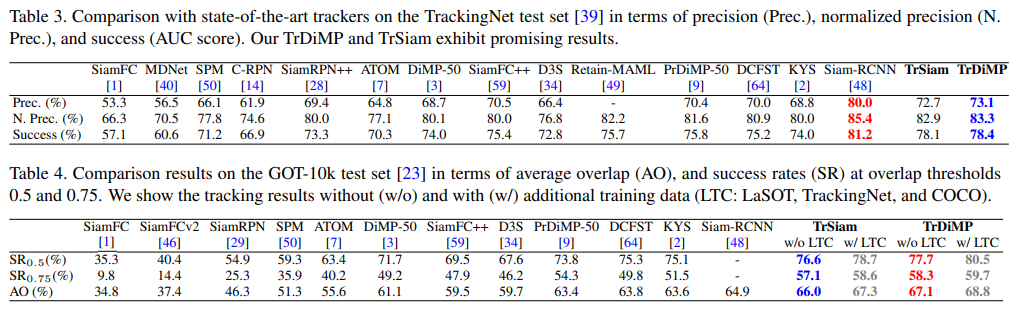 Table 3. Comparison with state-of-the-art trackers on the TrackingNet test set [39] in terms of precision (Prec.), normalized precision (N.
Prec.), and success (AUC score). Our TrDiMP and TrSiam exhibit promising results.
SiamFC MDNet SPM C-RPN SiamRPN++ ATOM DiMP-50 SiamFC++ D3S Retain-MAML PrDiMP-50 DCFST KYS Siam-RCNN TrSiam TrDiMP
[1] [40] [50] [14] [28] [7] [3] [59] [34] [49] [9] [64] [2] [48]
Prec. (%) 53.3 56.5 66.1 61.9 69.4 64.8 68.7 70.5 66.4 - 70.4 70.0 68.8 80.0 72.7 73.1
N. Prec. (%) 66.3 70.5 77.8 74.6 80.0 77.1 80.1 80.0 76.8 82.2 81.6 80.9 80.0 85.4 82.9 83.3
Success (%) 57.1 60.6 71.2 66.9 73.3 70.3 74.0 75.4 72.8 75.7 75.8 75.2 74.0 81.2 78.1 78.4
Table 4. Comparison results on the GOT-10k test set [23] in terms of average overlap (AO), and success rates (SR) at overlap thresholds
0.5 and 0.75. We show the tracking results without (w/o) and with (w/) additional training data (LTC: LaSOT, TrackingNet, and COCO).
SiamFC SiamFCv2 SiamRPN SPM ATOM DiMP-50 SiamFC++ D3S PrDiMP-50 DCFST KYS Siam-RCNN TrSiam TrDiMP
[1] [46] [29] [50] [7] [3] [59] [34] [9] [64] [2] [48] w/o LTC w/ LTC w/o LTC w/ LTC
SR0.5(%) 35.3 40.4 54.9 59.3 63.4 71.7 69.5 67.6 73.8 75.3 75.1 - 76.6 78.7 77.7 80.5
SR0.75(%) 9.8 14.4 25.3 35.9 40.2 49.2 47.9 46.2 54.3 49.8 51.5 - 57.1 58.6 58.3 59.7
AO (%) 34.8 37.4 46.3 51.3 55.6 61.1 59.5 59.7 63.4 63.8 63.6 64.9 66.0 67.3 67.1 68.8